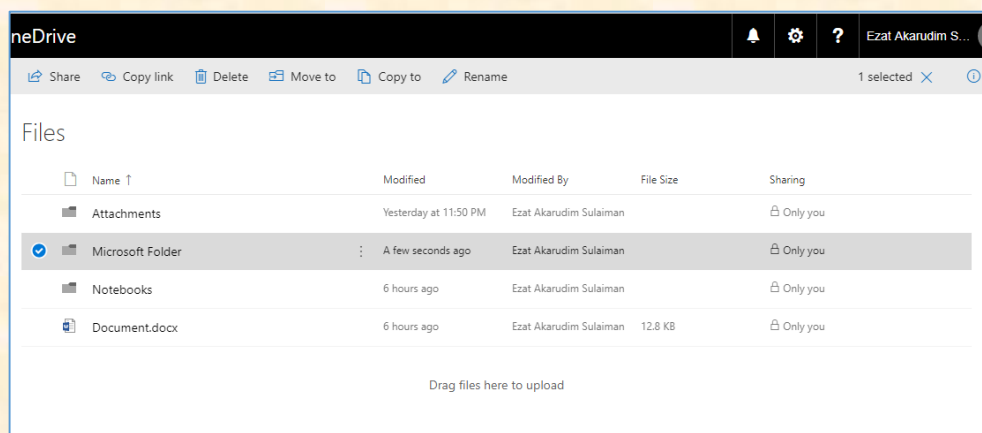 neDrive ? Ezat Akarudim S...
Share Copy link Delete Move to Copy to Rename 1 selected
Files
Name ↑ Modified Modified By File Size Sharing
Attachments Yesterday at 11:50 PM Ezat Akarudim Sulaiman Only you
Microsoft Folder A few seconds ago Ezat Akarudim Sulaiman Only you
Notebooks 6 hours ago Ezat Akarudim Sulaiman Only you
Document.docx 6 hours ago Ezat Akarudim Sulaiman 12.8 KB Only you
Drag files here to upload